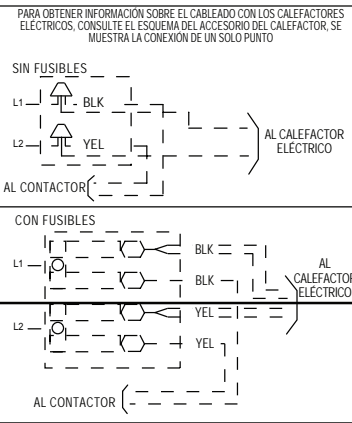 PARA OBTENER INFORMACIÓN SOBRE EL CABLEADO CON LOS CALEFACTORES
ELÉCTRICOS, CONSULTE EL ESQUEMA DEL ACCESORIO DEL CALEFACTOR, SE
MUESTRA LA CONEXIÓN DE UN SOLO PUNTO
SIN FUSIBLES
L1
BLK
L2
YEL
AL CALEFACTOR
ELÉCTRICO
AL CONTACTOR
CON FUSIBLES
L1
BLK
BLK
AL
CALEFACTOR
ELÉCTRICO
YEL
L2
YEL
AL CONTACTOR